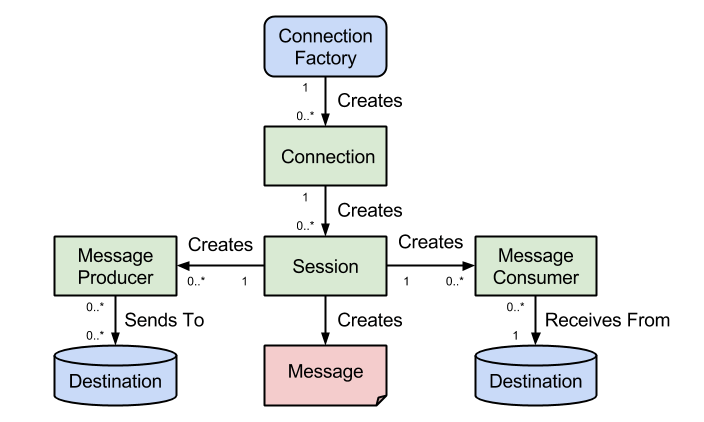 Connection
Factory
1
Creates
0..*
Connection
1
Creates
0..*
Message
Producer
Creates
0..*
1
Session
Creates
1
0..*
Message
Consumer
0..*
Sends To
0..*
Creates
0..*
Receives From
1
Destination
Message
Destination